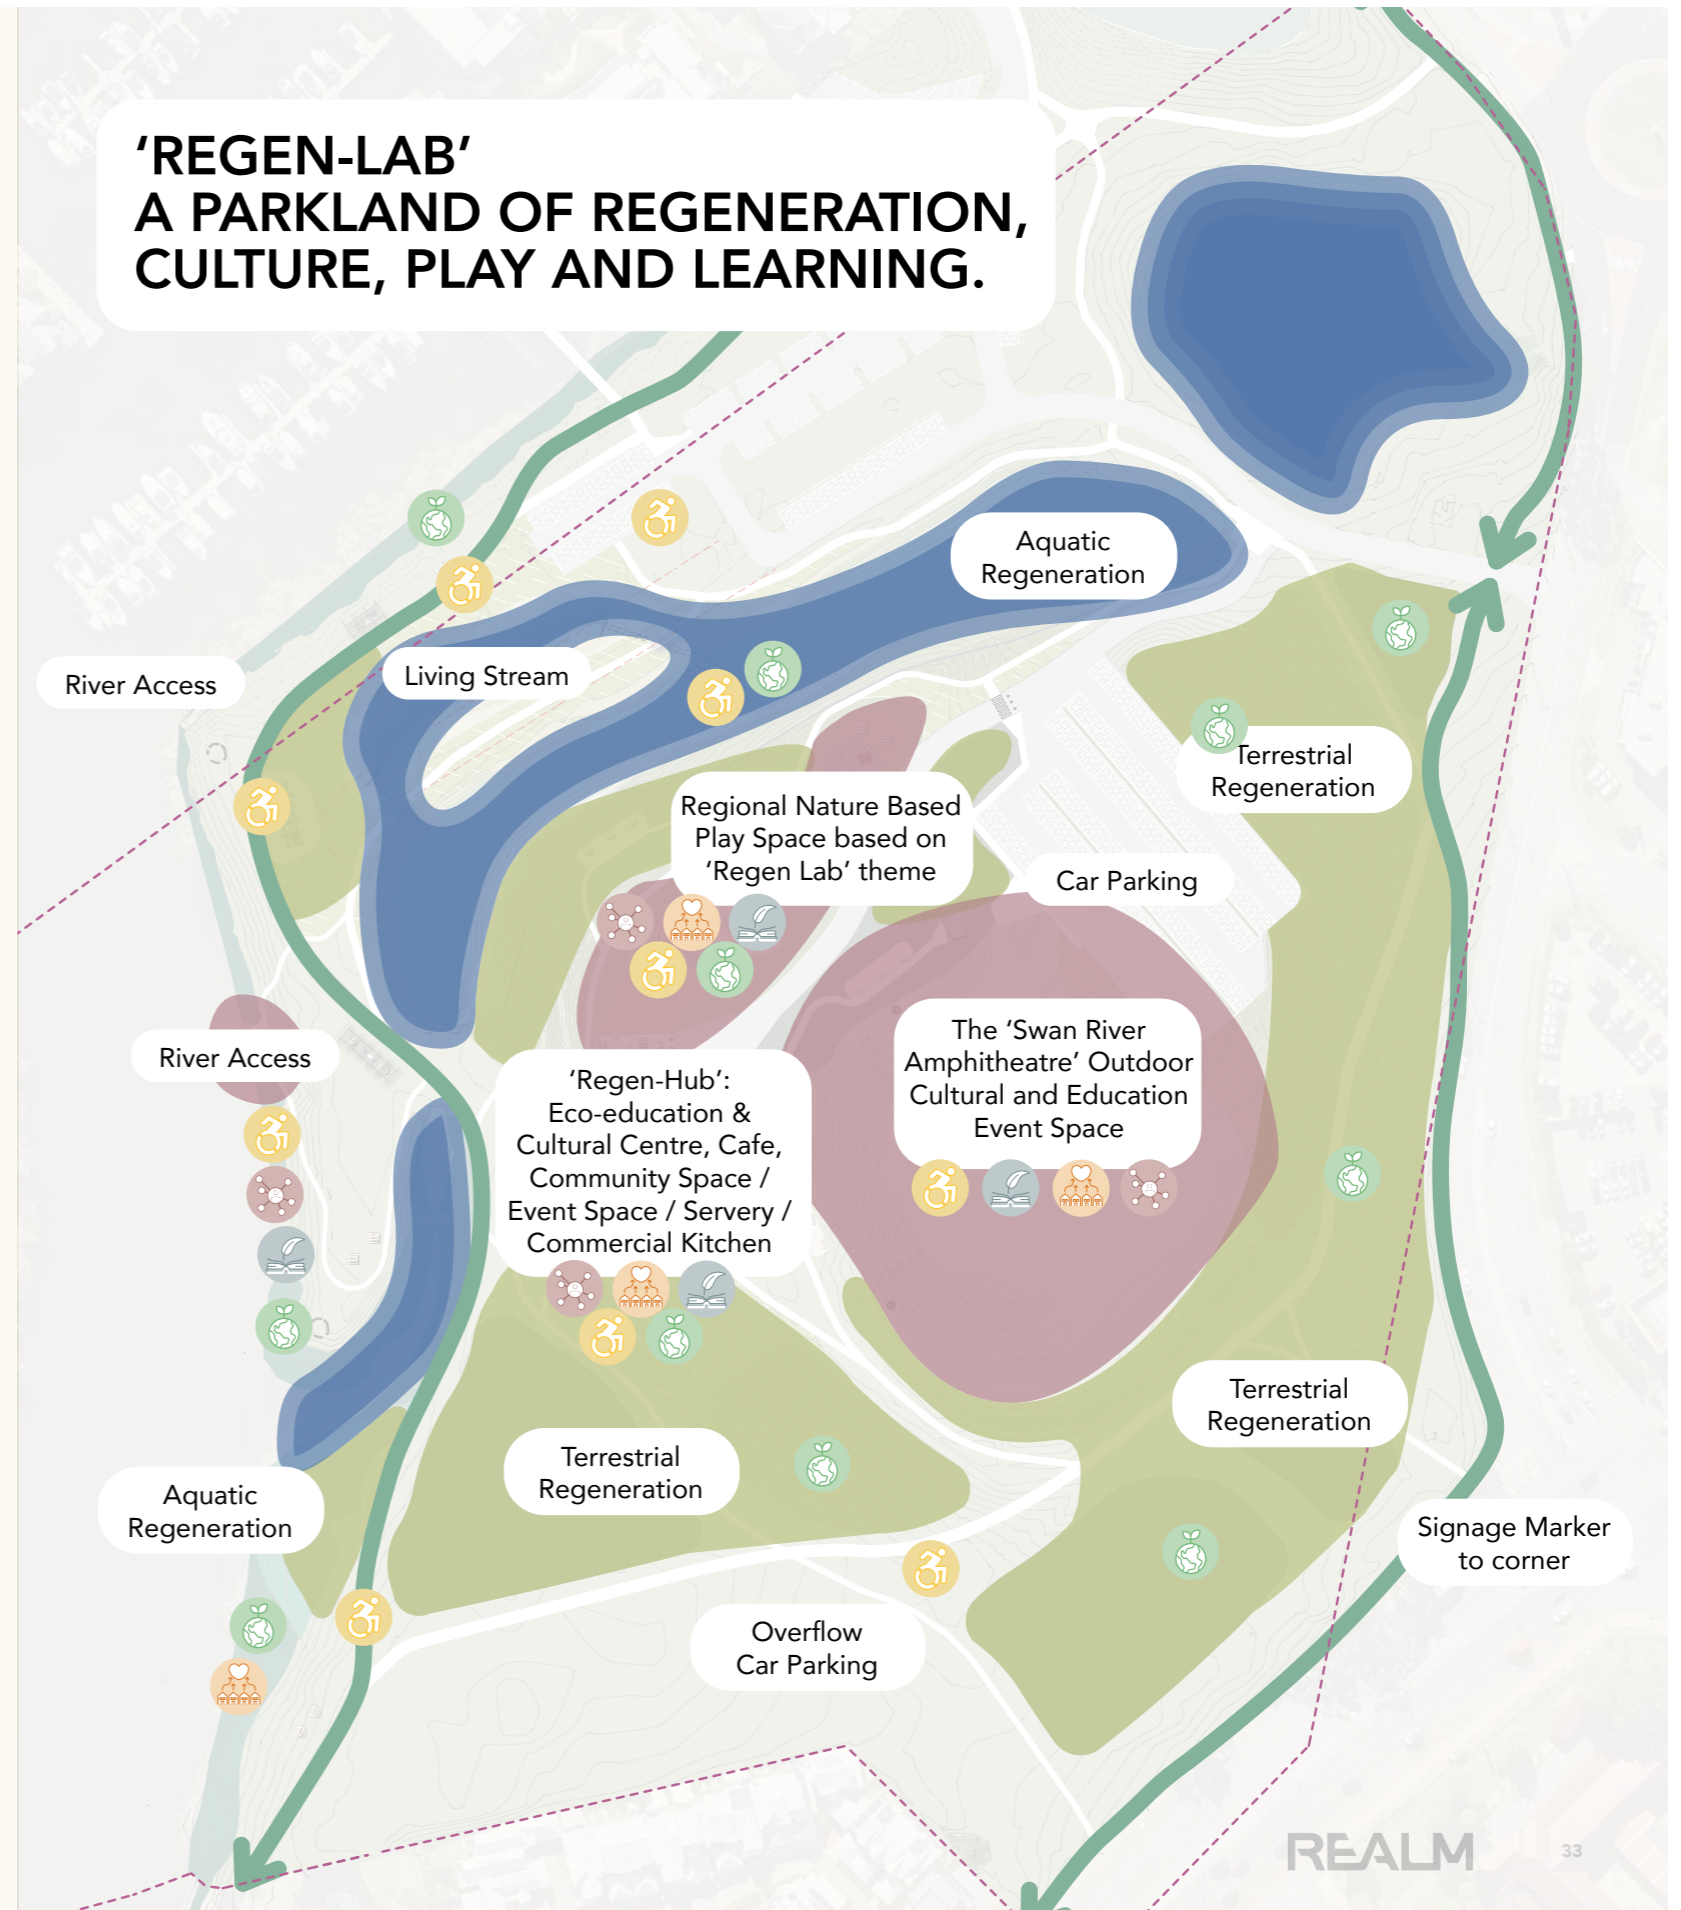 ‘REGEN-LAB’
A PARKLAND OF REGENERATION,
CULTURE, PLAY AND LEARNING.
Aquatic
Regeneration
River Access
Living Stream
Terrestrial
Regeneration
Regional Nature Based
Play Space based on
‘Regen Lab’ theme
Car Parking
River Access
The ‘Swan River
Amphitheatre’ Outdoor
Cultural and Education
Event Space
‘Regen-Hub’:
Eco-education &
Cultural Centre, Cafe,
Community Space /
Event Space / Servery /
Commercial Kitchen
Terrestrial
Regeneration
Terrestrial
Regeneration
Aquatic
Regeneration
Signage Marker
to corner
Overflow
Car Parking
REALM
33